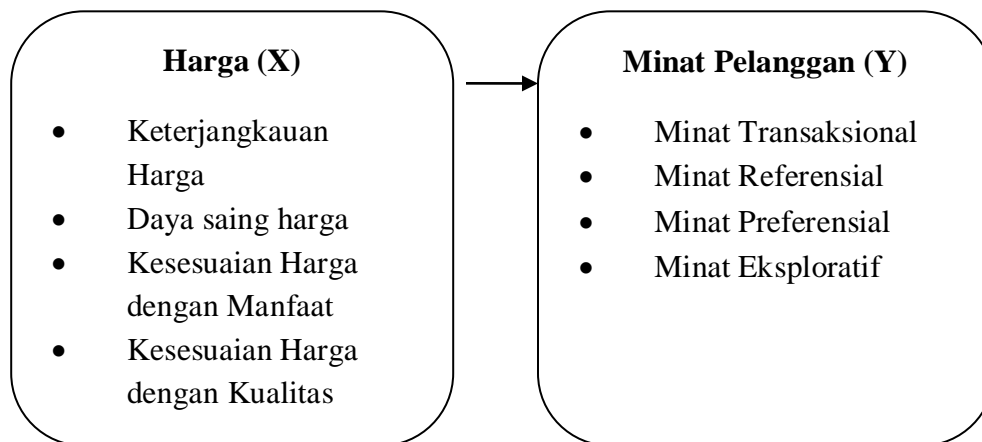 Harga (X)
• Keterjangkauan
Harga
• Daya saing harga
• Kesesuaian Harga
dengan Manfaat
• Kesesuaian Harga
dengan Kualitas
Minat Pelanggan (Y)
• Minat Transaksional
• Minat Referensial
• Minat Preferensial
• Minat Eksploratif